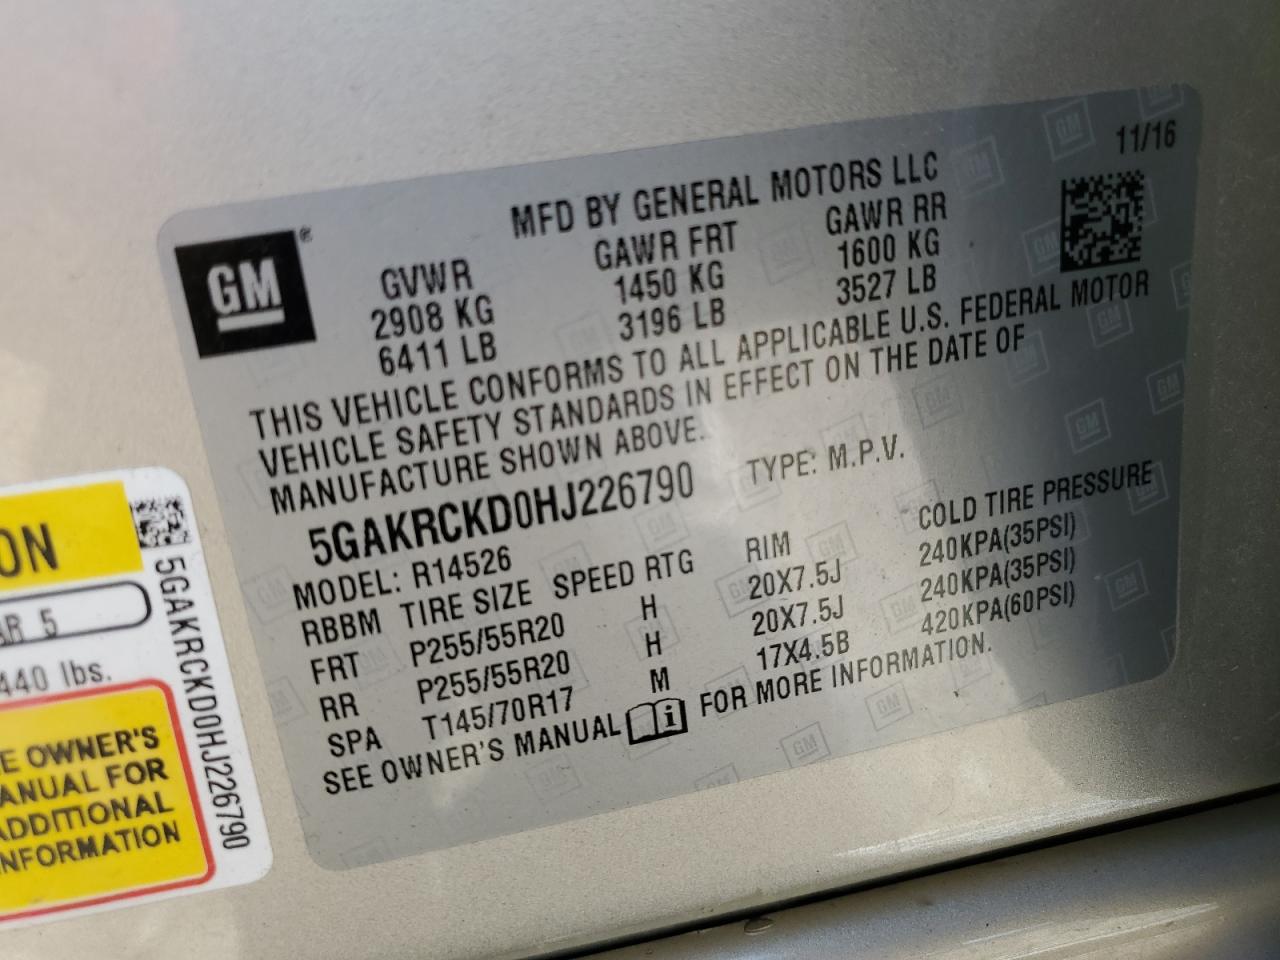 11/16
MFD BY GENERAL MOTORS LLC
GM®
GVWR GAWR FRT GAWR RR
2908 KG 1450 KG 1600 KG
6411 LB 3196 LB 3527 LB
THIS VEHICLE CONFORMS TO ALL APPLICABLE U.S. FEDERAL MOTOR
VEHICLE SAFETY STANDARDS IN EFFECT ON THE DATE OF
MANUFACTURE SHOWN ABOVE.
5GAKRCKD0HJ226790 TYPE: M.P.V.
MODEL: R14526
RBBM TIRE SIZE SPEED RTG RIM COLD TIRE PRESSURE
FRT P255/55R20 H 20X7.5J 240KPA(35PSI)
RR P255/55R20 H 20X7.5J 240KPA(35PSI)
SPA T145/70R17 M 17X4.5B 420KPA(60PSI)
SEE OWNER'S MANUAL FOR MORE INFORMATION.
ON
AR 5
440 lbs.
E OWNER'S
ANUAL FOR
ADDITIONAL
NFORMATION
5GAKRCKD0HJ226790